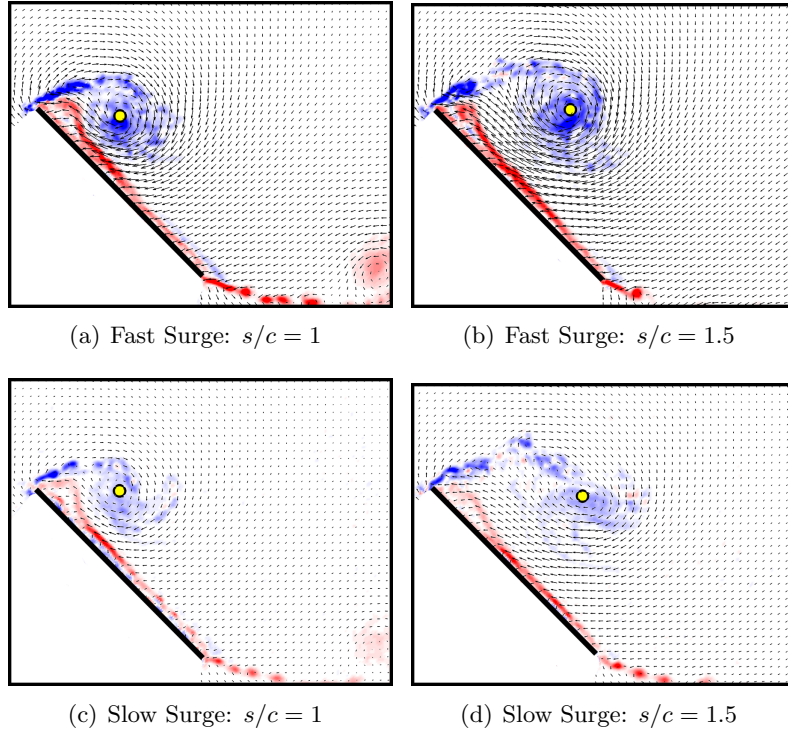 (a) Fast Surge: s/c = 1
(b) Fast Surge: s/c = 1.5
(c) Slow Surge: s/c = 1
(d) Slow Surge: s/c = 1.5